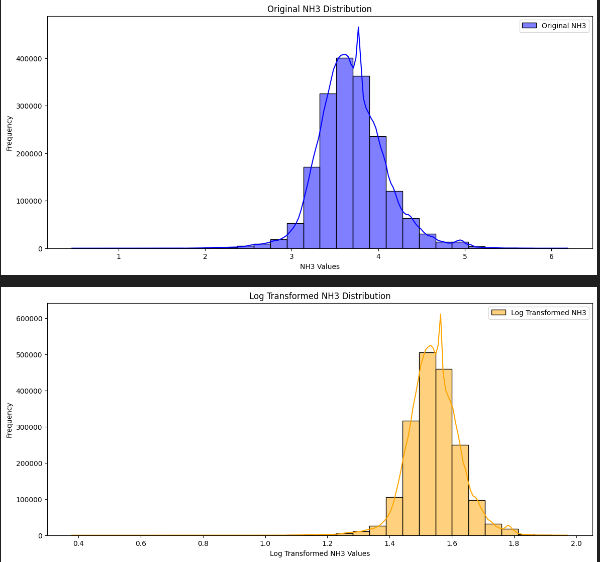 Original NH3 Distribution
Original NH3
400000
300000
200000
100000
0
Frequency
1 2 3 4 5 6
NH3 Values
Log Transformed NH3 Distribution
Log Transformed NH3
600000
500000
400000
300000
200000
100000
0
Frequency
0.4 0.6 0.8 1.0 1.2 1.4 1.6 1.8 2.0
Log Transformed NH3 Values